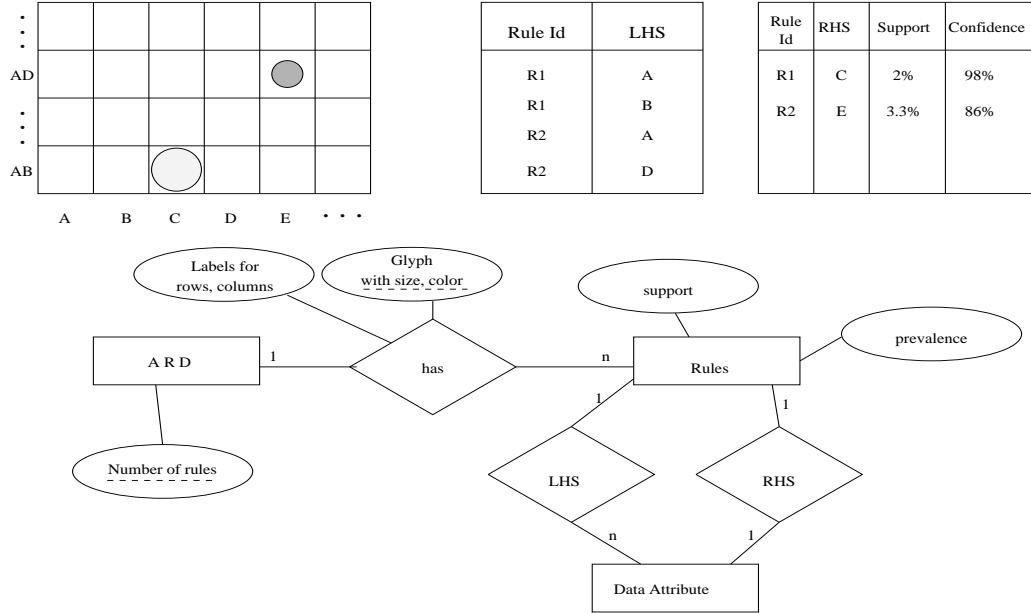 AD
AB
A B C D E • • •
Rule Id LHS
R1 A
R1 B
R2 A
R2 D
Rule Id RHS Support Confidence
R1 C 2% 98%
R2 E 3.3% 86%
Labels for
rows, columns
Glyph
with size, color
support
prevalence
A R D
1
has
n
Rules
Number of rules
1
1
LHS
RHS
n
1
Data Attribute